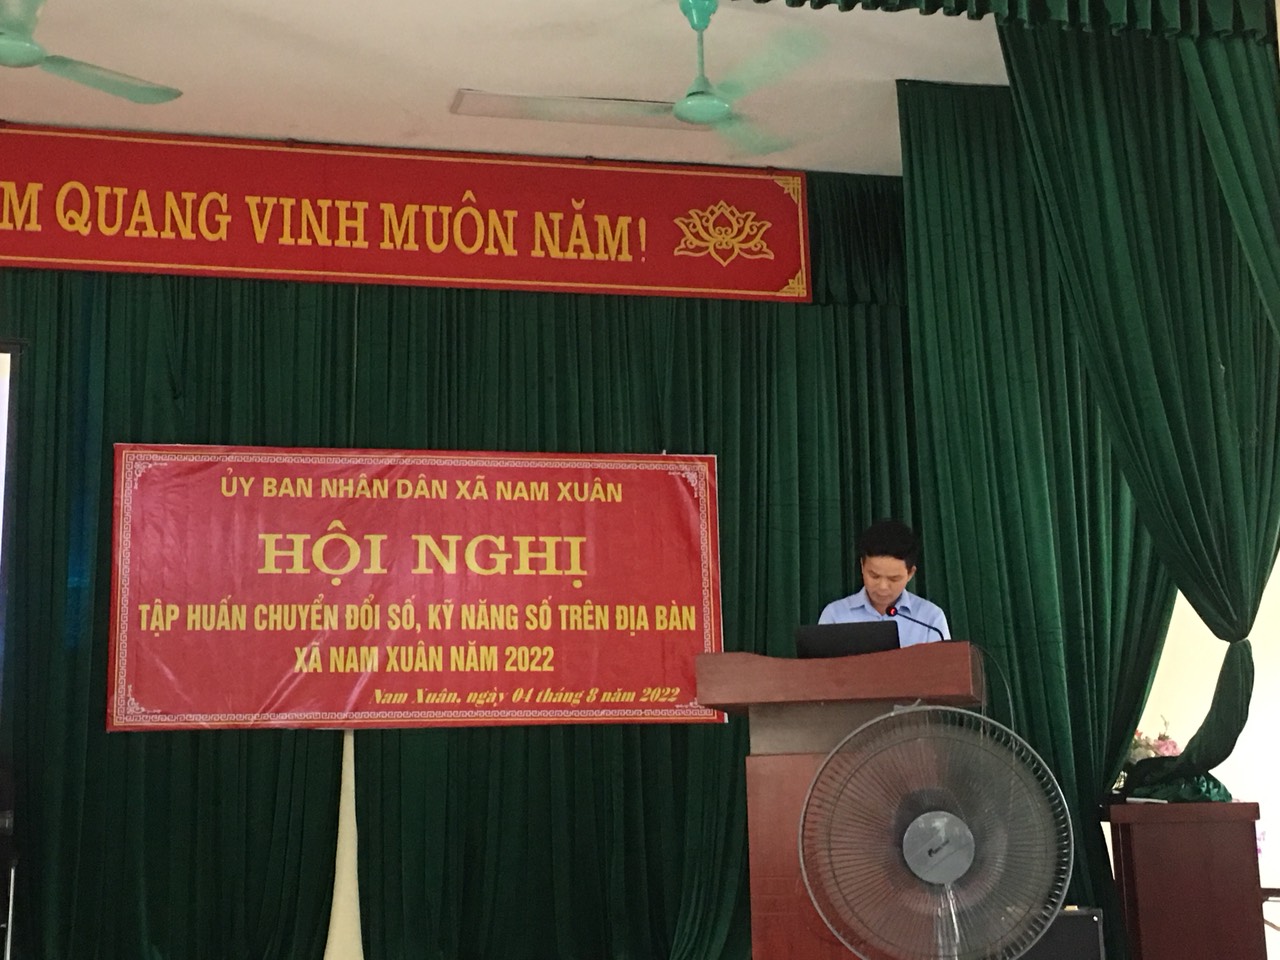 M QUANG VINH MUÔN NĂM!
ỦY BAN NHÂN DÂN XÃ NAM XUÂN
HỘI NGHỊ
TẬP HUẤN CHUYỂN ĐỔI SỐ, KỸ NĂNG SỐ TRÊN ĐỊA BÀN
XÃ NAM XUÂN NĂM 2022
Nam Xuân, ngày 04 tháng 8 năm 2022